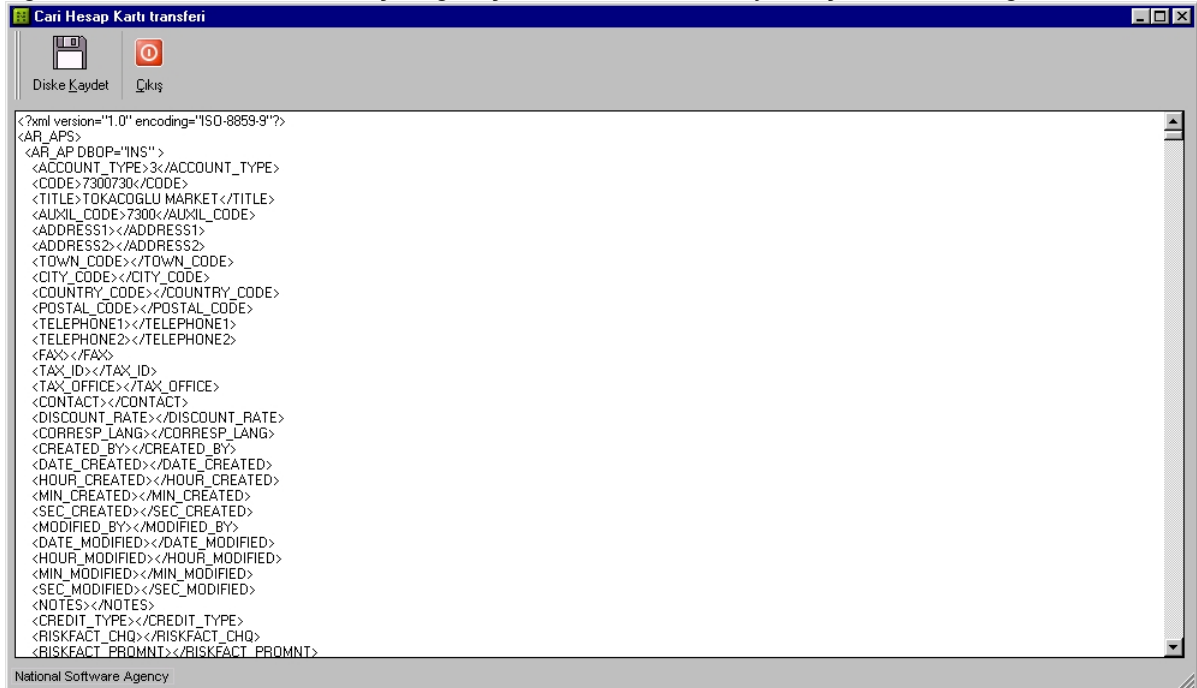 Cari Hesap Kartı transferi
Diske Kaydet
Çıkış
<?xml version="1.0" encoding="ISO-8859-9"?>
<AR_APS>
<AR_AP DBOP="INS" >
<ACCOUNT_TYPE>3</ACCOUNT_TYPE>
<CODE>7300730</CODE>
<TITLE>TOKACOGLU MARKET</TITLE>
<AUXIL_CODE>7300</AUXIL_CODE>
<ADDRESS1></ADDRESS1>
<ADDRESS2></ADDRESS2>
<TOWN_CODE></TOWN_CODE>
<CITY_CODE></CITY_CODE>
<COUNTRY_CODE></COUNTRY_CODE>
<POSTAL_CODE></POSTAL_CODE>
<TELEPHONE1></TELEPHONE1>
<TELEPHONE2></TELEPHONE2>
<FAX></FAX>
<TAX_ID></TAX_ID>
<TAX_OFFICE></TAX_OFFICE>
<CONTACT></CONTACT>
<DISCOUNT_RATE></DISCOUNT_RATE>
<CORRESP_LANG></CORRESP_LANG>
<CREATED_BY></CREATED_BY>
<DATE_CREATED></DATE_CREATED>
<HOUR_CREATED></HOUR_CREATED>
<MIN_CREATED></MIN_CREATED>
<SEC_CREATED></SEC_CREATED>
<MODIFIED_BY></MODIFIED_BY>
<DATE_MODIFIED></DATE_MODIFIED>
<HOUR_MODIFIED></HOUR_MODIFIED>
<MIN_MODIFIED></MIN_MODIFIED>
<SEC_MODIFIED></SEC_MODIFIED>
<NOTES></NOTES>
<CREDIT_TYPE></CREDIT_TYPE>
<RISKFACT_CHQ></RISKFACT_CHQ>
<RISKFACT_PROMNT></RISKFACT_PROMNT>
National Software Agency